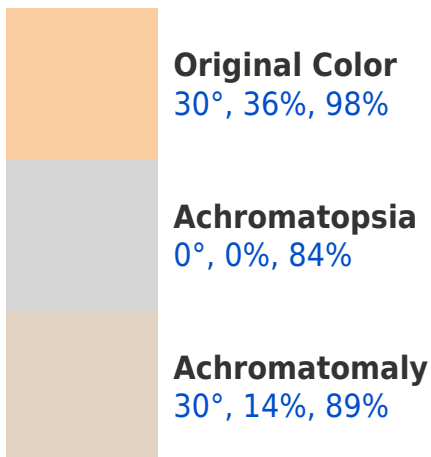 Original Color
30°, 36%, 98%
Achromatopsia
0°, 0%, 84%
Achromatomaly
30°, 14%, 89%